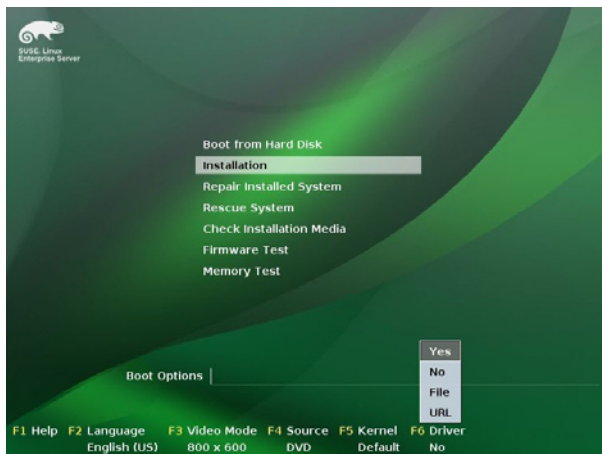 SUSE. Linux
Enterprise Server
Boot from Hard Disk
Installation
Repair Installed System
Rescue System
Check Installation Media
Firmware Test
Memory Test
Yes
No
File
URL
Boot Options
F1 Help F2 Language F3 Video Mode F4 Source F5 Kernel F6 Driver
English (US) 800 x 600 DVD Default No